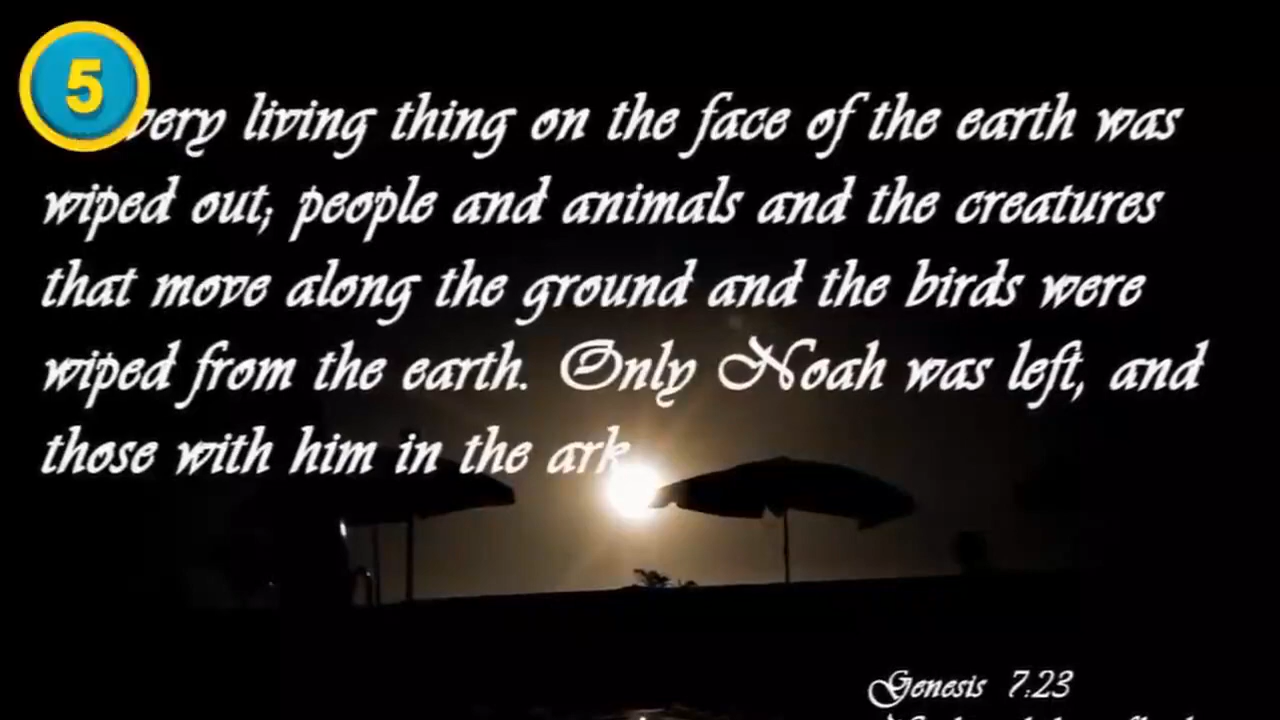 5
very living thing on the face of the earth was
wiped out; people and animals and the creatures
that move along the ground and the birds were
wiped from the earth. Only Noah was left, and
those with him in the ark
Genesis 7:23